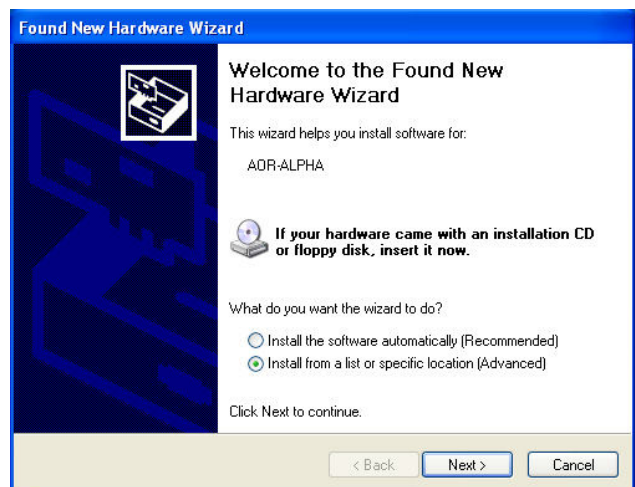 Found New Hardware Wizard
Welcome to the Found New
Hardware Wizard
This wizard helps you install software for:
AOR-ALPHA
If your hardware came with an installation CD
or floppy disk, insert it now.
What do you want the wizard to do?
Install the software automatically (Recommended)
Install from a list or specific location (Advanced)
Click Next to continue.
< Back
Next >
Cancel